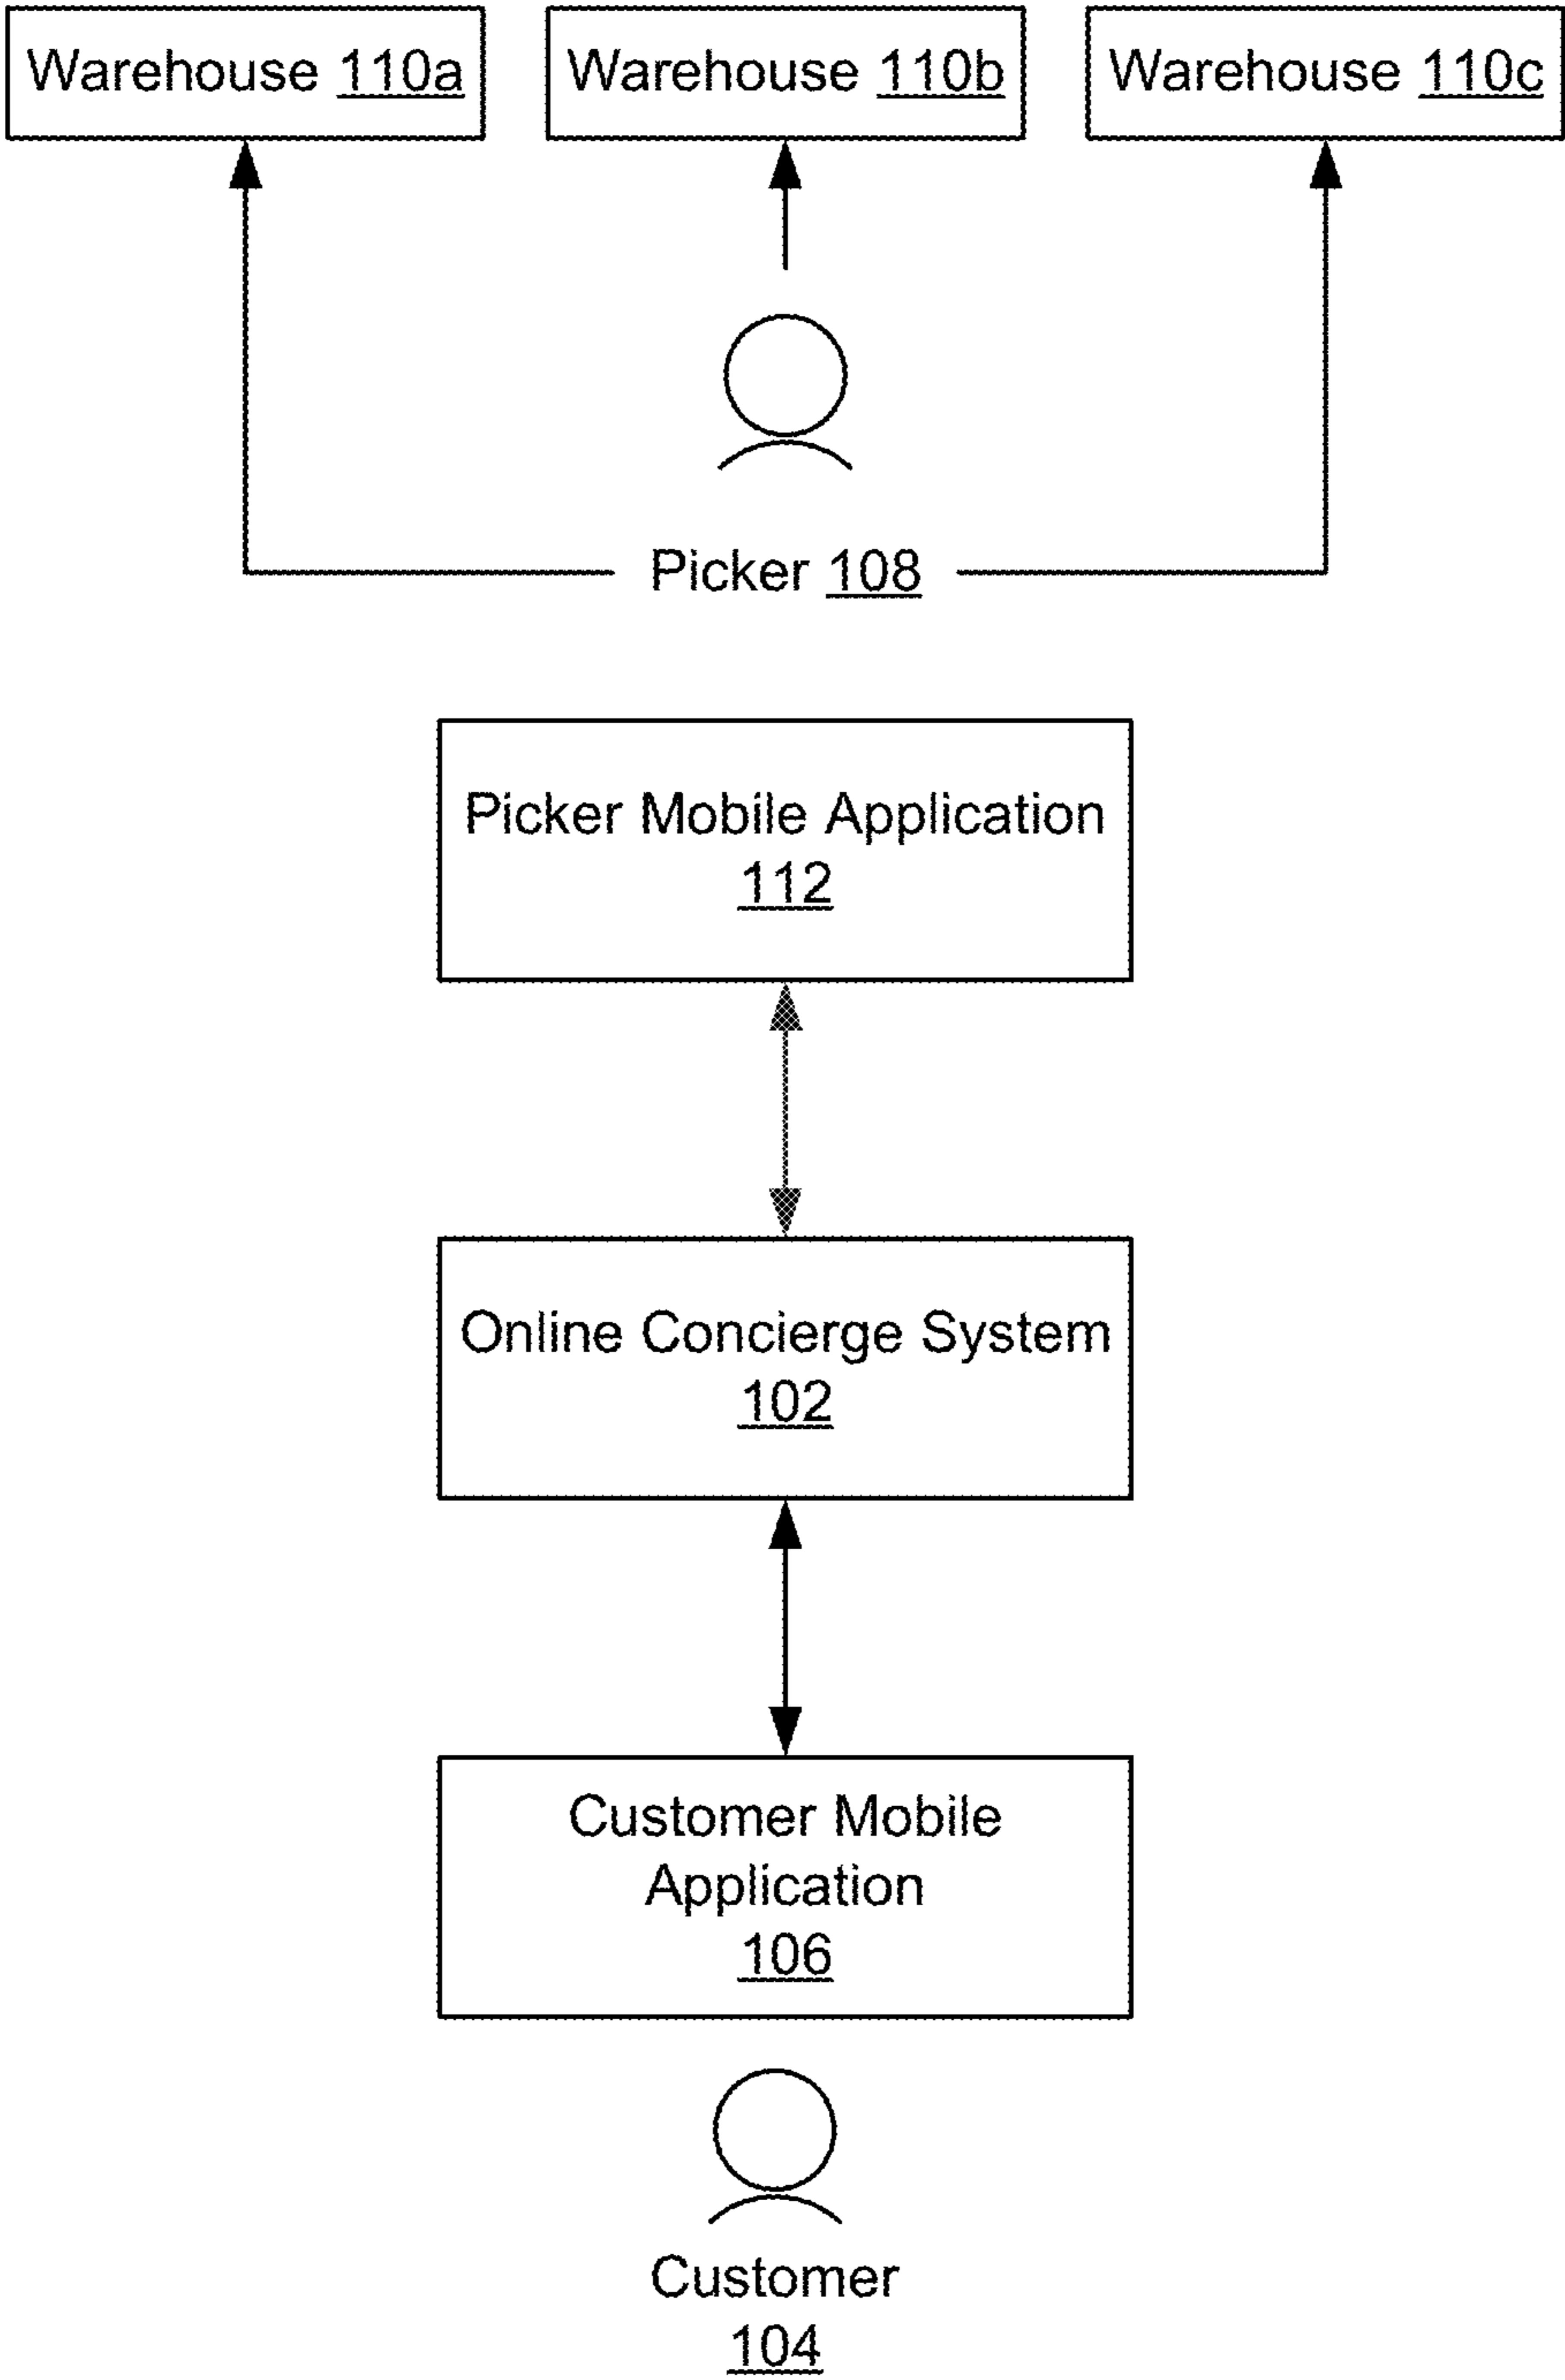 Warehouse 110a
Warehouse 110b
Warehouse 110c
Picker 108
Picker Mobile Application
112
Online Concierge System
102
Customer Mobile
Application
106
Customer
104